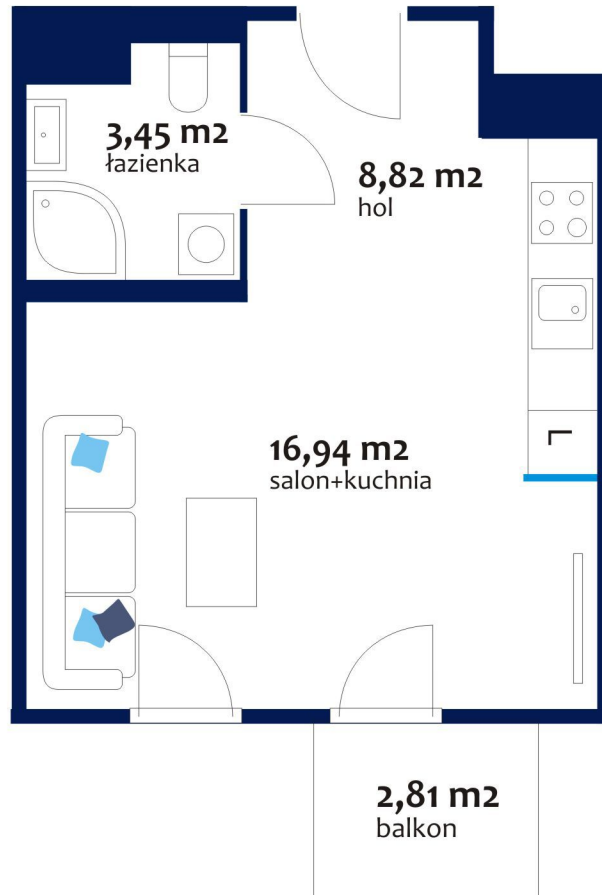 3,45 m2
łazienka
8,82 m2
hol
16,94 m2
salon+kuchnia
L
2,81 m2
balkon